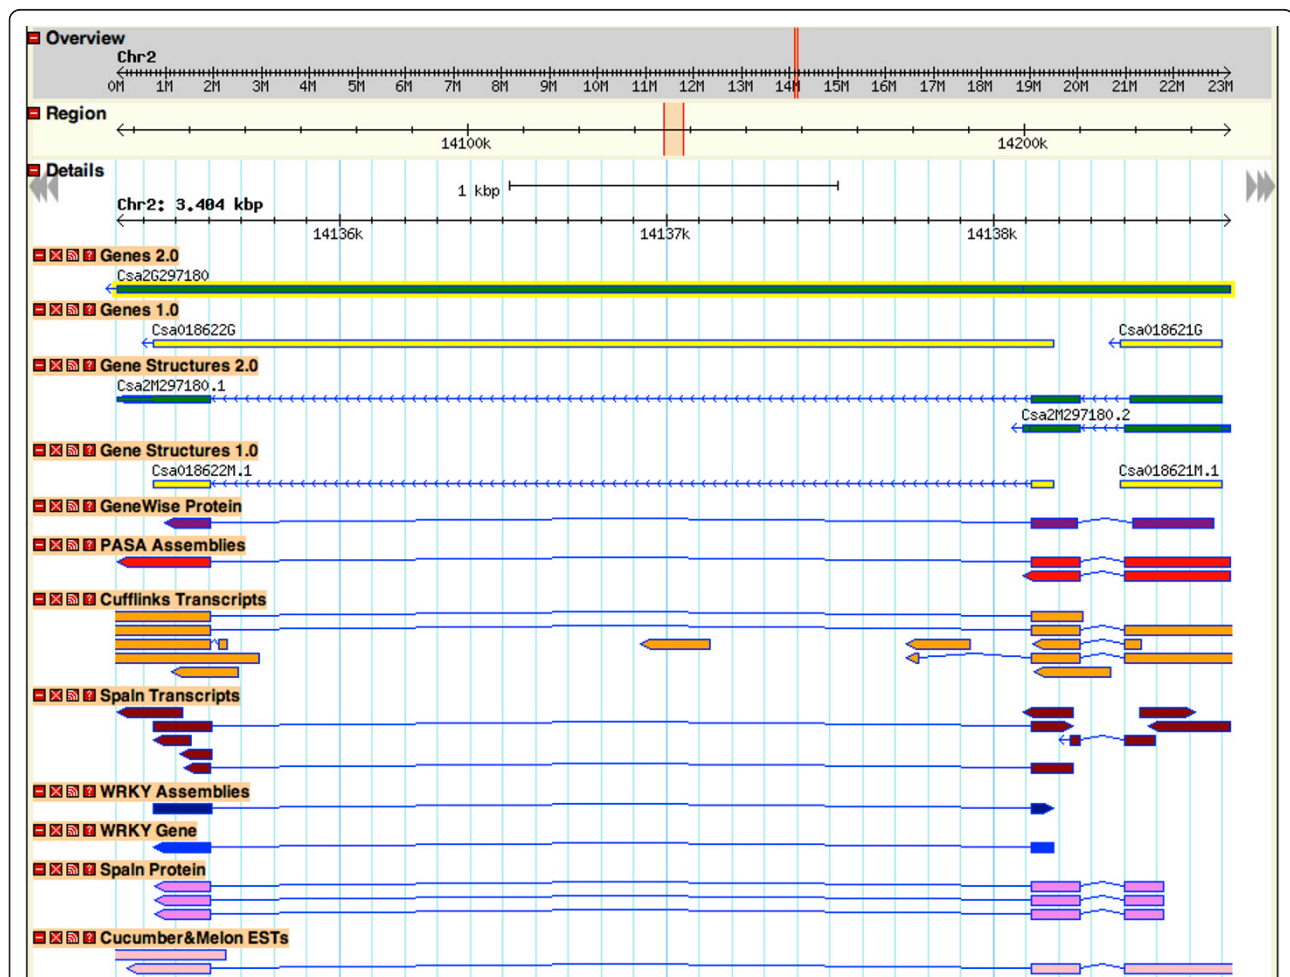 Overview
Chr2
0M 1M 2M 3M 4M 5M 6M 7M 8M 9M 10M 11M 12M 13M 14M 15M 16M 17M 18M 19M 20M 21M 22M 23M
Region
14100k 14200k
Details
1 kbp
Chr2: 3.404 kbp
14136k 14137k 14138k
Genes 2.0
Csa2G297180
Genes 1.0
Csa018622G Csa018621G
Gene Structures 2.0
Csa2M297180.1
Csa2M297180.2
Gene Structures 1.0
Csa018622M.1 Csa018621M.1
GeneWise Protein
PASA Assemblies
Cufflinks Transcripts
Spaln Transcripts
WRKY Assemblies
WRKY Gene
Spaln Protein
Cucumber&Melon ESTs